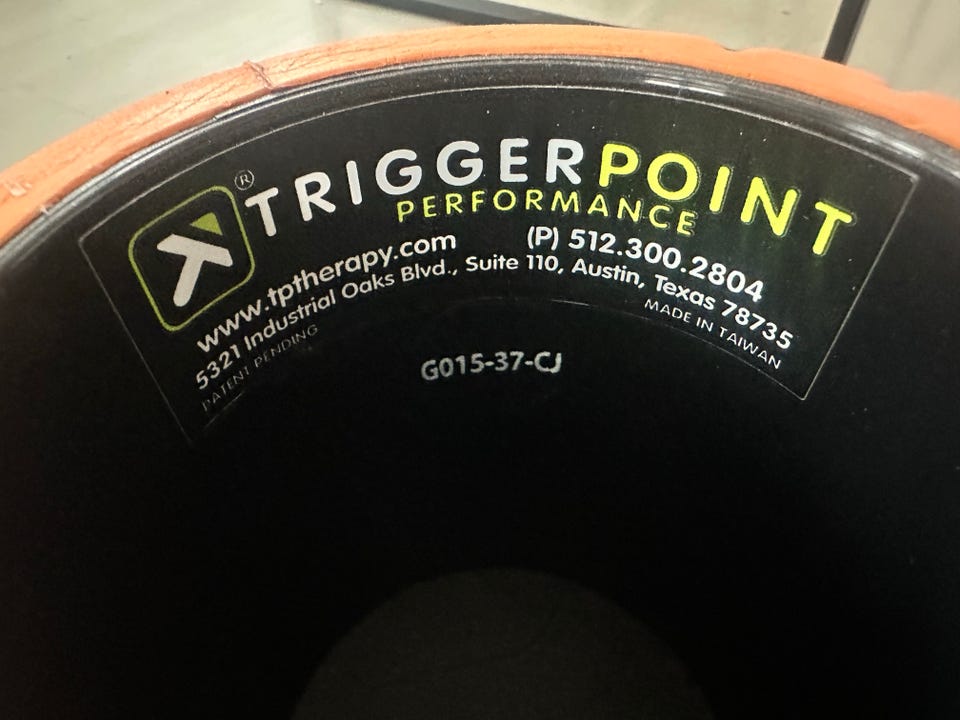 TRIGGERPOINT®
PERFORMANCE
www.tptherapy.com (P) 512.300.2804
5321 Industrial Oaks Blvd., Suite 110, Austin, Texas 78735
PATENT PENDING MADE IN TAIWAN
G015-37-CJ